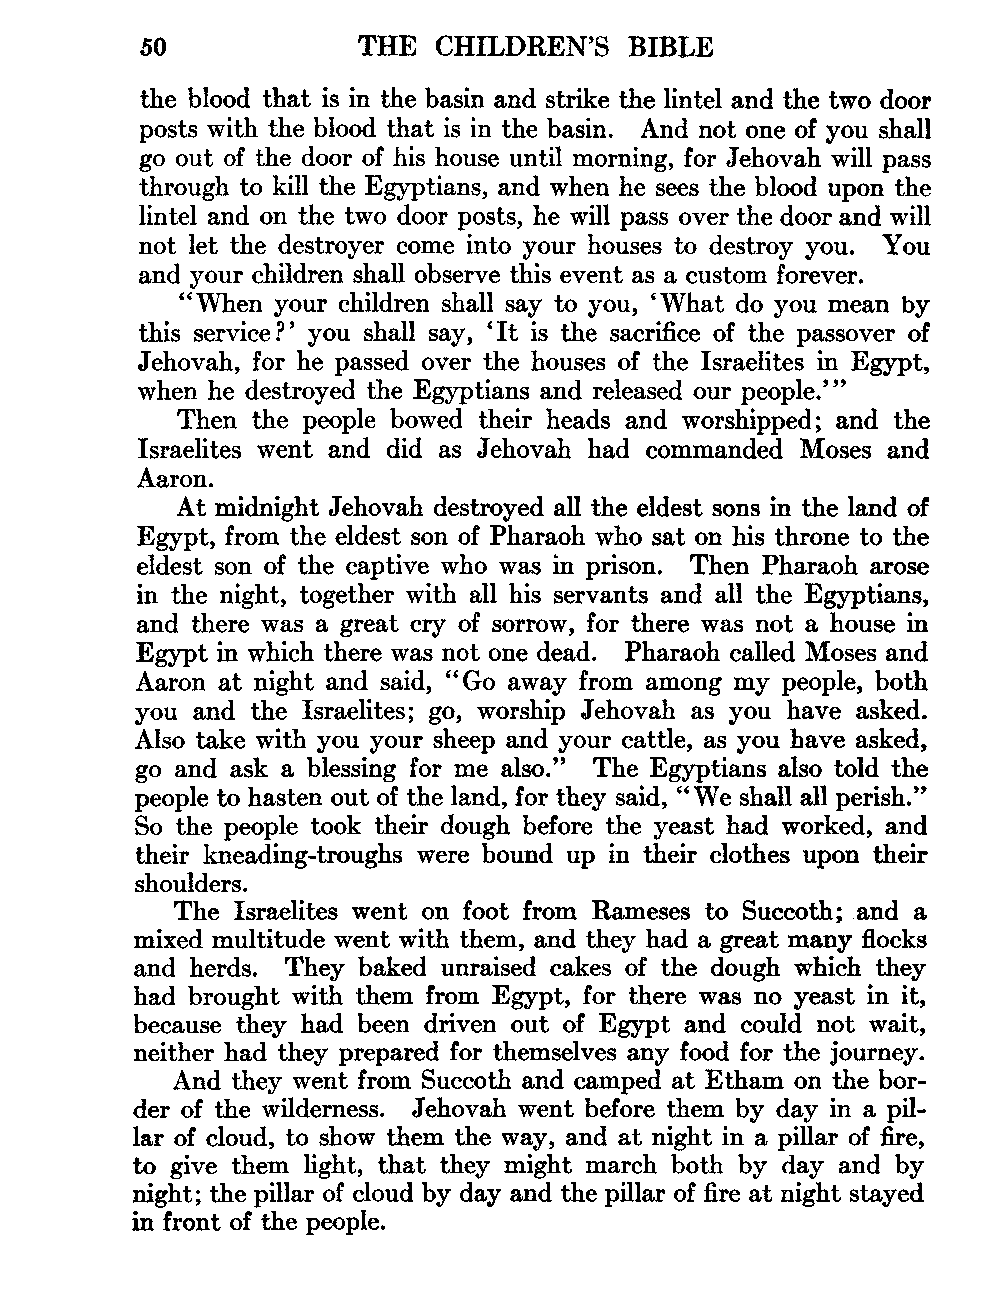 50 THE CHILDREN'S BIBLE
the blood that is in the basin and strike the lintel and the two door
posts with the blood that is in the basin. And not one of you shall
go out of the door of his house until morning, for Jehovah will pass
through to kill the Egyptians, and when he sees the blood upon the
lintel and on the two door posts, he will pass over the door and will
not let the destroyer come into your houses to destroy you. You
and your children shall observe this event as a custom forever.
“When your children shall say to you, ‘What do you mean by
this service?’ you shall say, ‘It is the sacrifice of the passover of
Jehovah, for he passed over the houses of the Israelites in Egypt,
when he destroyed the Egyptians and released our people.’”
Then the people bowed their heads and worshipped; and the
Israelites went and did as Jehovah had commanded Moses and
Aaron.
At midnight Jehovah destroyed all the eldest sons in the land of
Egypt, from the eldest son of Pharaoh who sat on his throne to the
eldest son of the captive who was in prison. Then Pharaoh arose
in the night, together with all his servants and all the Egyptians,
and there was a great cry of sorrow, for there was not a house in
Egypt in which there was not one dead. Pharaoh called Moses and
Aaron at night and said, “Go away from among my people, both
you and the Israelites; go, worship Jehovah as you have asked.
Also take with you your sheep and your cattle, as you have asked,
go and ask a blessing for me also.” The Egyptians also told the
people to hasten out of the land, for they said, “We shall all perish.”
So the people took their dough before the yeast had worked, and
their kneading-troughs were bound up in their clothes upon their
shoulders.
The Israelites went on foot from Rameses to Succoth; and a
mixed multitude went with them, and they had a great many flocks
and herds. They baked unraised cakes of the dough which they
had brought with them from Egypt, for there was no yeast in it,
because they had been driven out of Egypt and could not wait,
neither had they prepared for themselves any food for the journey.
And they went from Succoth and camped at Etham on the bor-
der of the wilderness. Jehovah went before them by day in a pil-
lar of cloud, to show them the way, and at night in a pillar of fire,
to give them light, that they might march both by day and by
night; the pillar of cloud by day and the pillar of fire at night stayed
in front of the people.